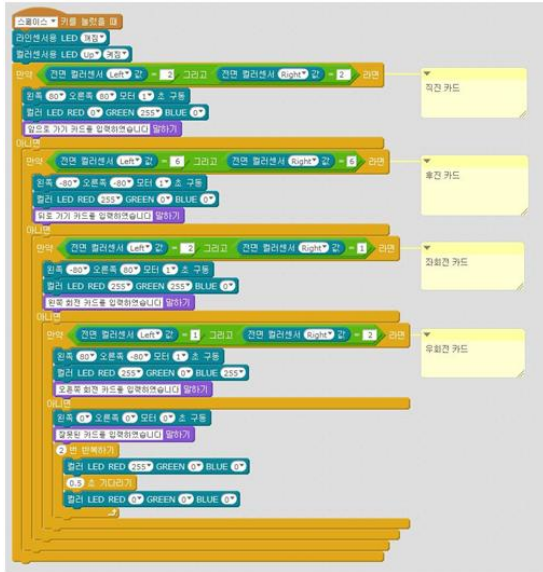 스페이스 키를 눌렀을 때
라인센서용 LED 꺼짐
컬러센서용 LED Up 켜짐
만약 전면 컬러센서 Left 값 = 2 그리고 전면 컬러센서 Right 값 = 2 라면
직진 카드
왼쪽 80 오른쪽 80 모터 1 초 구동
컬러 LED RED 0 GREEN 255 BLUE 0
앞으로 가기 카드를 입력하였습니다 말하기
아니면
만약 전면 컬러센서 Left 값 = 6 그리고 전면 컬러센서 Right 값 = 6 라면
후진 카드
왼쪽 -80 오른쪽 -80 모터 1 초 구동
컬러 LED RED 255 GREEN 0 BLUE 0
뒤로 가기 카드를 입력하였습니다 말하기
아니면
만약 전면 컬러센서 Left 값 = 2 그리고 전면 컬러센서 Right 값 = 1 라면
좌회전 카드
왼쪽 -80 오른쪽 80 모터 1 초 구동
컬러 LED RED 255 GREEN 255 BLUE 0
왼쪽 회전 카드를 입력하였습니다 말하기
아니면
만약 전면 컬러센서 Left 값 = 1 그리고 전면 컬러센서 Right 값 = 2 라면
우회전 카드
왼쪽 80 오른쪽 -80 모터 1 초 구동
컬러 LED RED 255 GREEN 0 BLUE 255
오른쪽 회전 카드를 입력하였습니다 말하기
아니면
왼쪽 0 오른쪽 0 모터 0 초 구동
잘못된 카드를 입력하였습니다 말하기
2 번 반복하기
컬러 LED RED 255 GREEN 0 BLUE 0
0.5 초 기다리기
컬러 LED RED 0 GREEN 0 BLUE 0